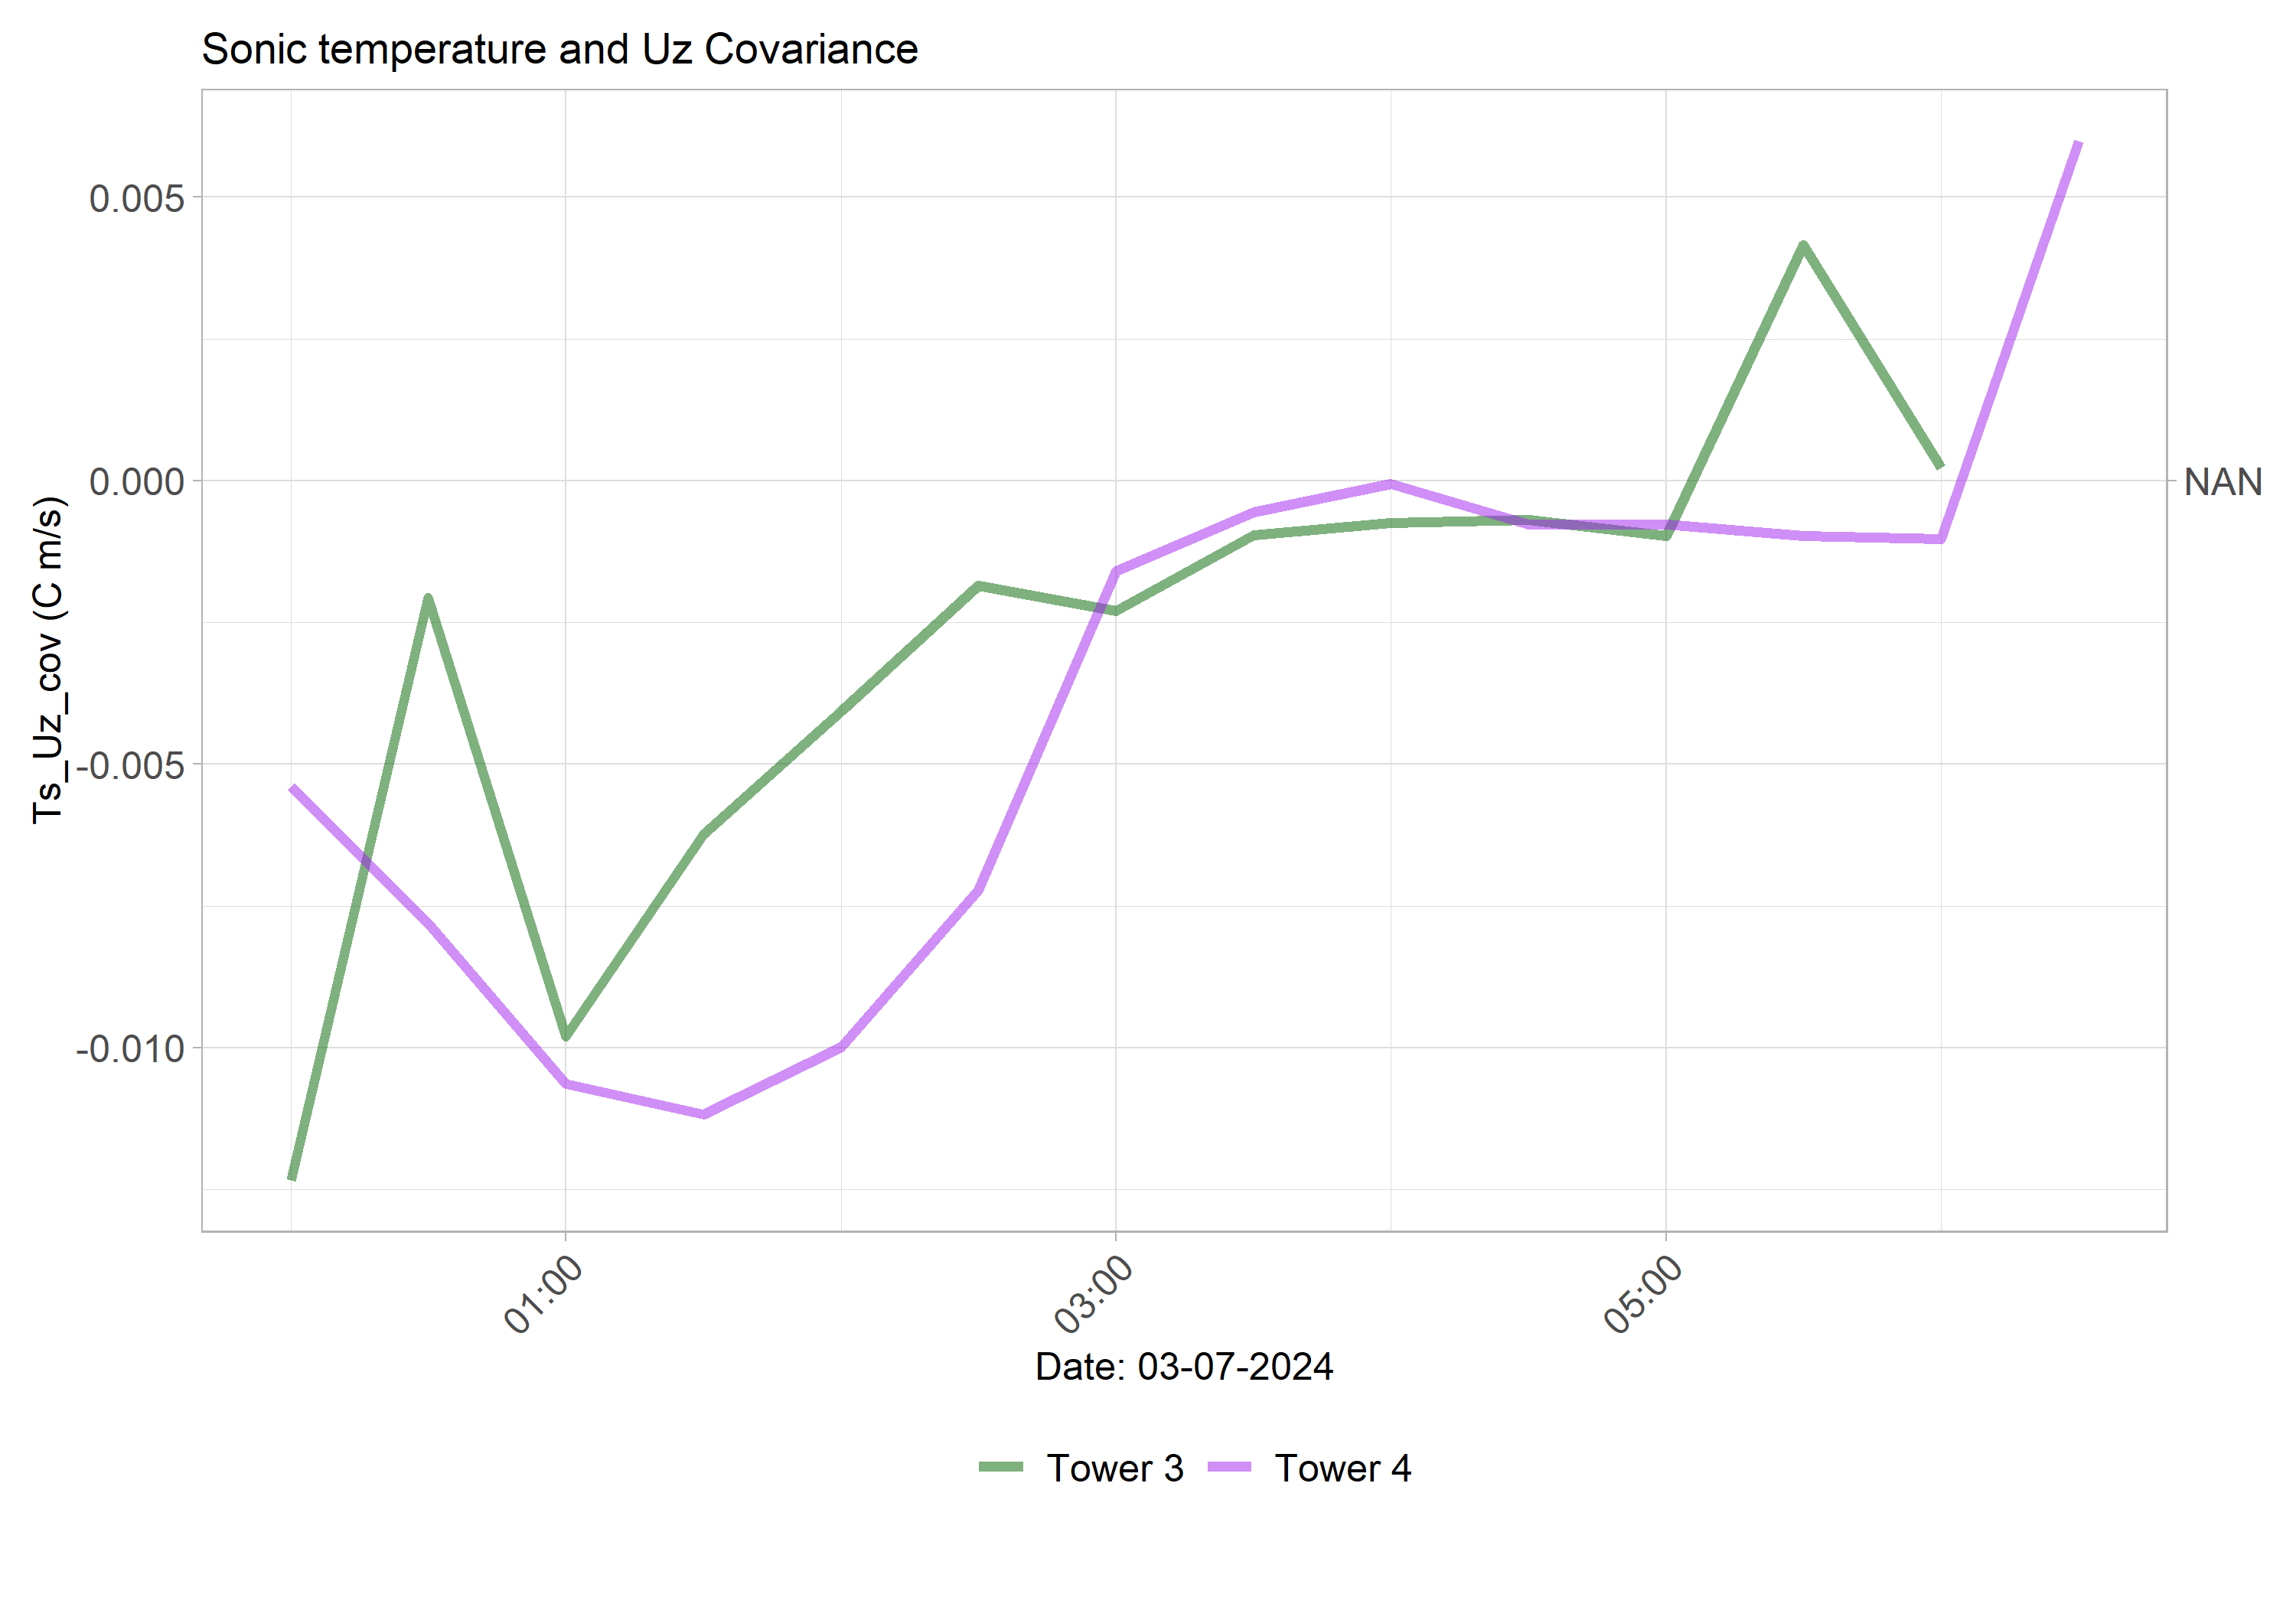 Sonic temperature and Uz Covariance
Ts_Uz_cov (C m/s)
0.005
0.000
-0.005
-0.010
NAN
01:00
03:00
05:00
Date: 03-07-2024
Tower 3
Tower 4